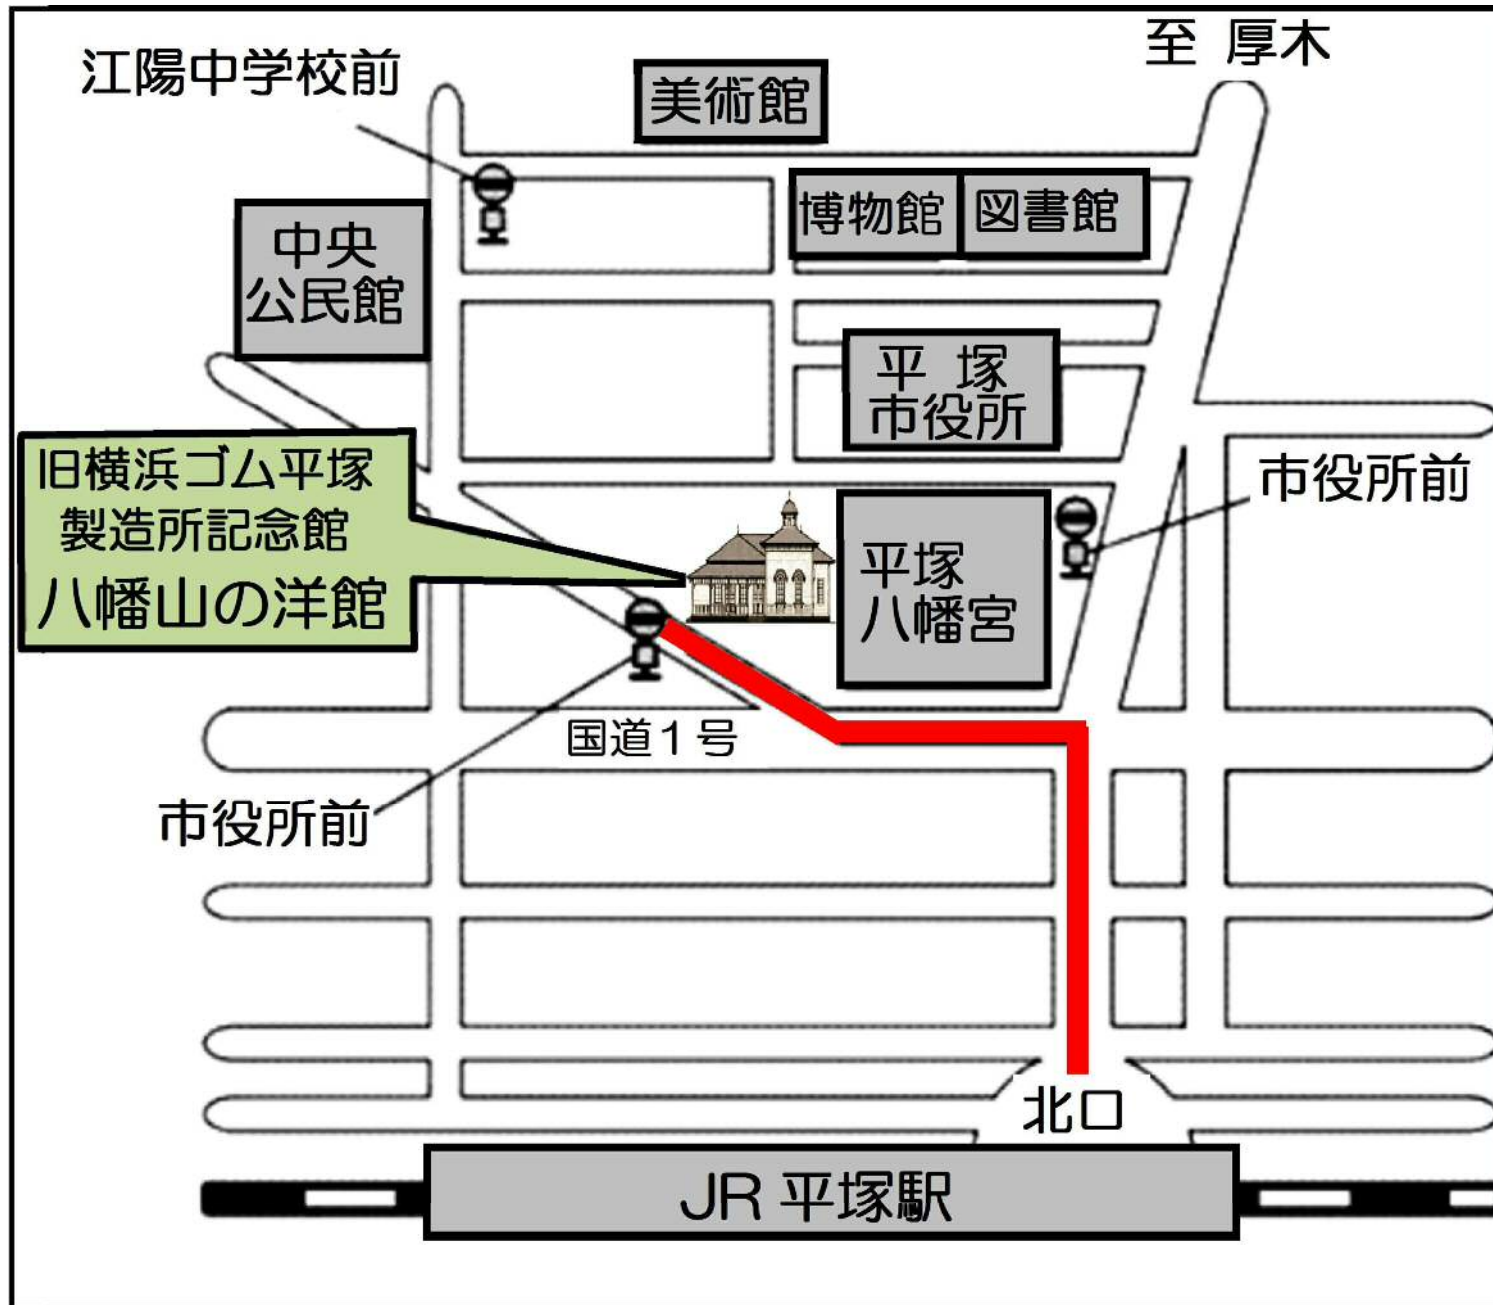 至 厚木
江陽中学校前
美術館
博物館
図書館
中央
公民館
平 塚
市役所
旧横浜ゴム平塚
製造所記念館
八幡山の洋館
市役所前
平塚
八幡宮
国道1号
市役所前
北口
JR 平塚駅